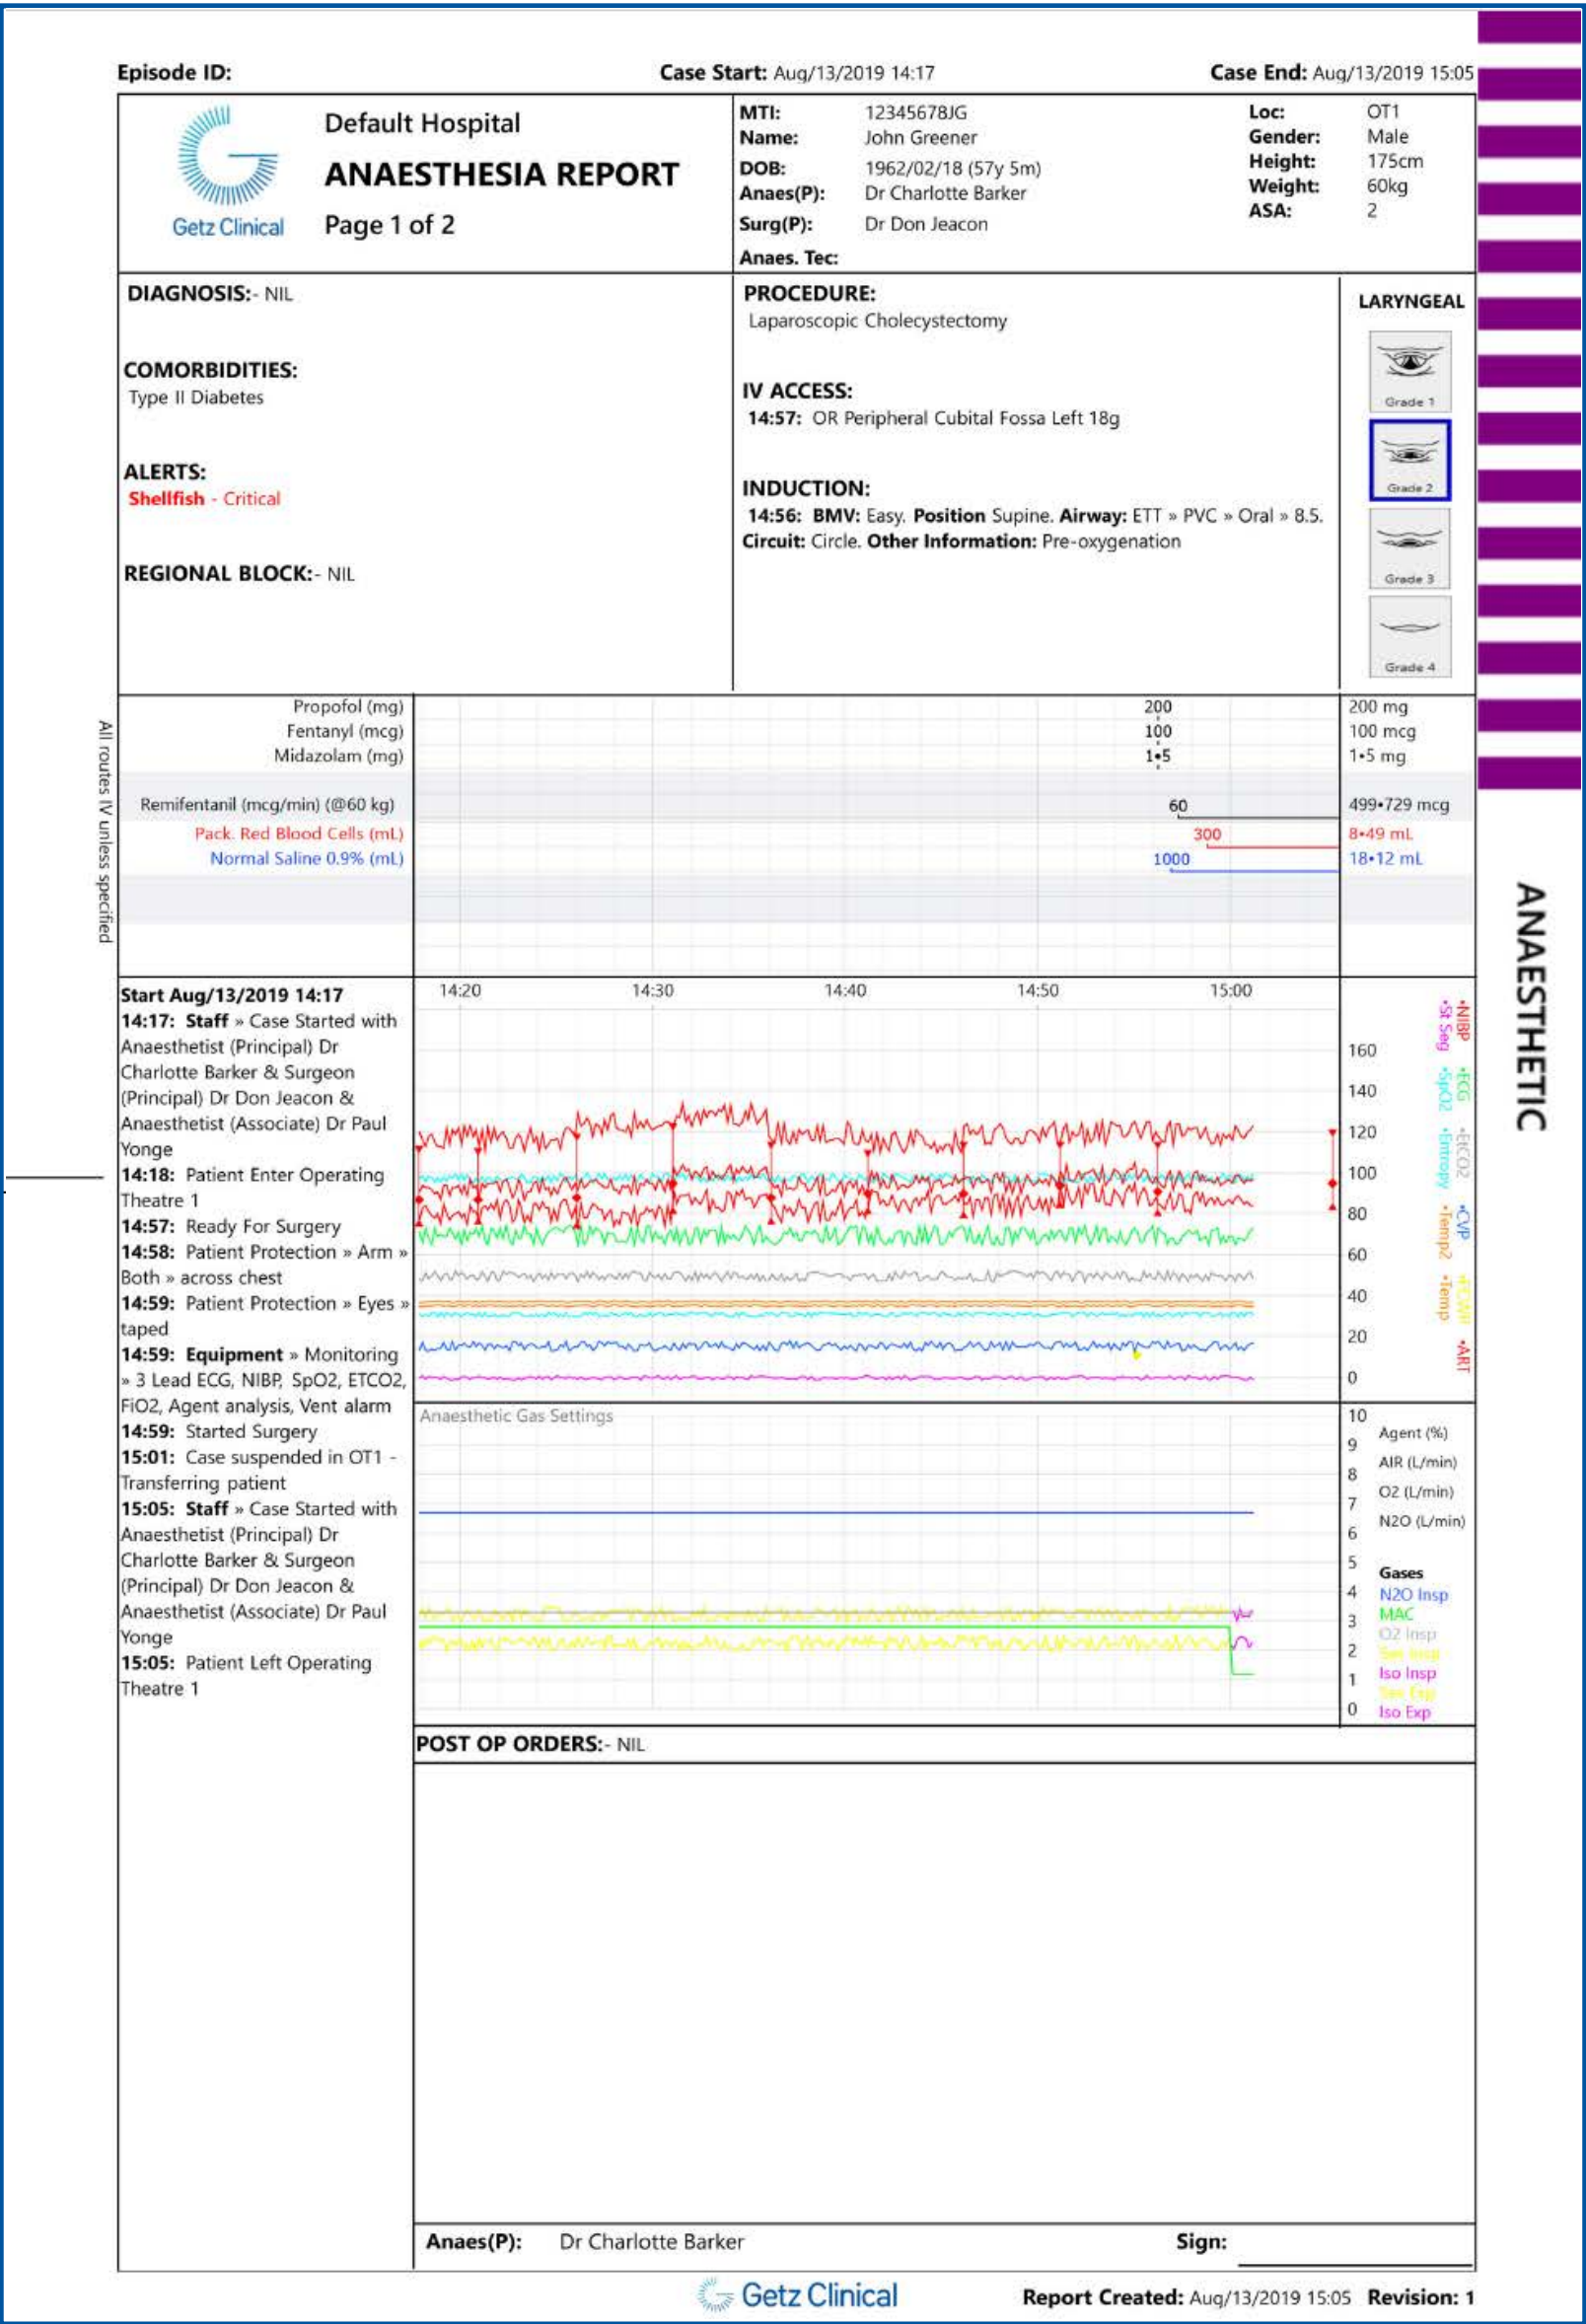 Episode ID:
Case Start: Aug/13/2019 14:17
Case End: Aug/13/2019 15:05
Getz Clinical
Default Hospital
ANAESTHESIA REPORT
Page 1 of 2
MTI: 12345678JG
Name: John Greener
DOB: 1962/02/18 (57y 5m)
Anaes(P): Dr Charlotte Barker
Surg(P): Dr Don Jeacon
Anaes. Tec:
Loc: OT1
Gender: Male
Height: 175cm
Weight: 60kg
ASA: 2
DIAGNOSIS:- NIL
COMORBIDITIES:
Type II Diabetes
ALERTS:
Shellfish - Critical
REGIONAL BLOCK:- NIL
PROCEDURE:
Laparoscopic Cholecystectomy
IV ACCESS:
14:57: OR Peripheral Cubital Fossa Left 18g
INDUCTION:
14:56: BMV: Easy. Position Supine. Airway: ETT » PVC » Oral » 8.5.
Circuit: Circle. Other Information: Pre-oxygenation
LARYNGEAL
Grade 1
Grade 2
Grade 3
Grade 4
All routes IV unless specified
Propofol (mg) 200 200 mg
Fentanyl (mcg) 100 100 mcg
Midazolam (mg) 1•5 1•5 mg
Remifentanil (mcg/min) (@60 kg) 60 499•729 mcg
Pack. Red Blood Cells (mL) 300 8•49 mL
Normal Saline 0.9% (mL) 1000 18•12 mL
ANAESTHETIC
Start Aug/13/2019 14:17
14:17: Staff » Case Started with
Anaesthetist (Principal) Dr
Charlotte Barker & Surgeon
(Principal) Dr Don Jeacon &
Anaesthetist (Associate) Dr Paul
Yonge
14:18: Patient Enter Operating
Theatre 1
14:57: Ready For Surgery
14:58: Patient Protection » Arm »
Both » across chest
14:59: Patient Protection » Eyes »
taped
14:59: Equipment » Monitoring
» 3 Lead ECG, NIBP, SpO2, ETCO2,
FiO2, Agent analysis, Vent alarm
14:59: Started Surgery
15:01: Case suspended in OT1 -
Transferring patient
15:05: Staff » Case Started with
Anaesthetist (Principal) Dr
Charlotte Barker & Surgeon
(Principal) Dr Don Jeacon &
Anaesthetist (Associate) Dr Paul
Yonge
15:05: Patient Left Operating
Theatre 1
14:20 14:30 14:40 14:50 15:00
160
140
120
100
80
60
40
20
0
•NIBP •ECG •EtCO2 •CVP •ART
•St Seg •SpO2 •Entropy •Temp2 •Temp
Anaesthetic Gas Settings
10
9
8
7
6
5
4
3
2
1
0
Agent (%)
AIR (L/min)
O2 (L/min)
N2O (L/min)
Gases
N2O Insp
MAC
O2 Insp
Sev Insp
Iso Insp
Sev Exp
Iso Exp
POST OP ORDERS:- NIL
Anaes(P): Dr Charlotte Barker
Sign:
Getz Clinical
Report Created: Aug/13/2019 15:05 Revision: 1